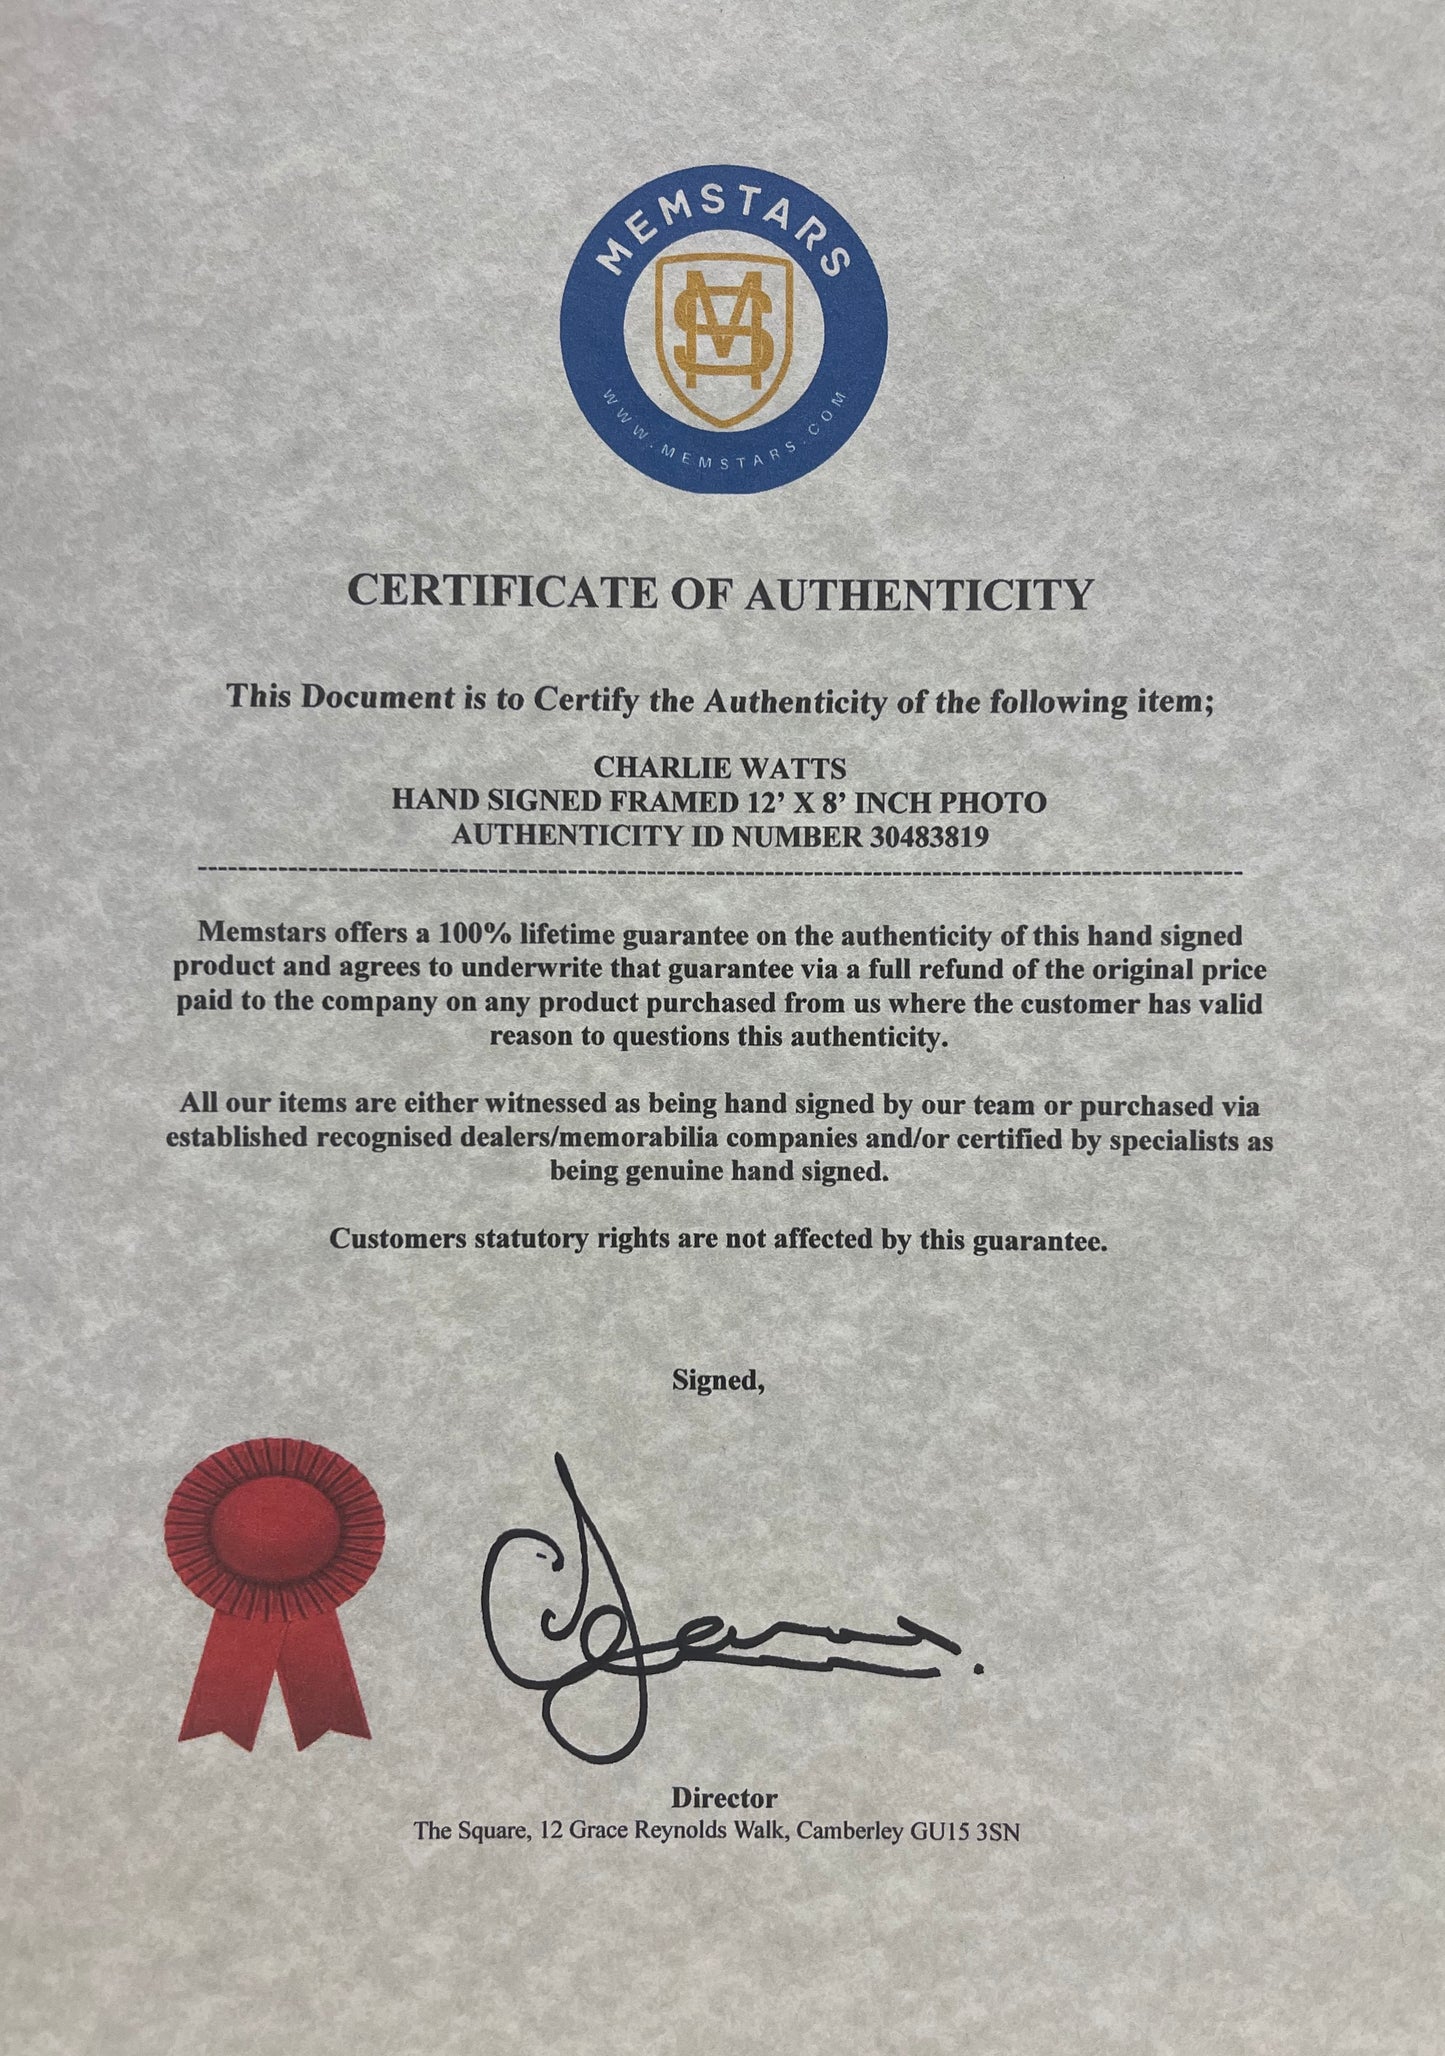 MEMSTARS
WWW.MEMSTARS.COM
CERTIFICATE OF AUTHENTICITY
This Document is to Certify the Authenticity of the following item;
CHARLIE WATTS
HAND SIGNED FRAMED 12’ X 8’ INCH PHOTO
AUTHENTICITY ID NUMBER 30483819
Memstars offers a 100% lifetime guarantee on the authenticity of this hand signed
product and agrees to underwrite that guarantee via a full refund of the original price
paid to the company on any product purchased from us where the customer has valid
reason to questions this authenticity.
All our items are either witnessed as being hand signed by our team or purchased via
established recognised dealers/memorabilia companies and/or certified by specialists as
being genuine hand signed.
Customers statutory rights are not affected by this guarantee.
Signed,
Director
The Square, 12 Grace Reynolds Walk, Camberley GU15 3SN